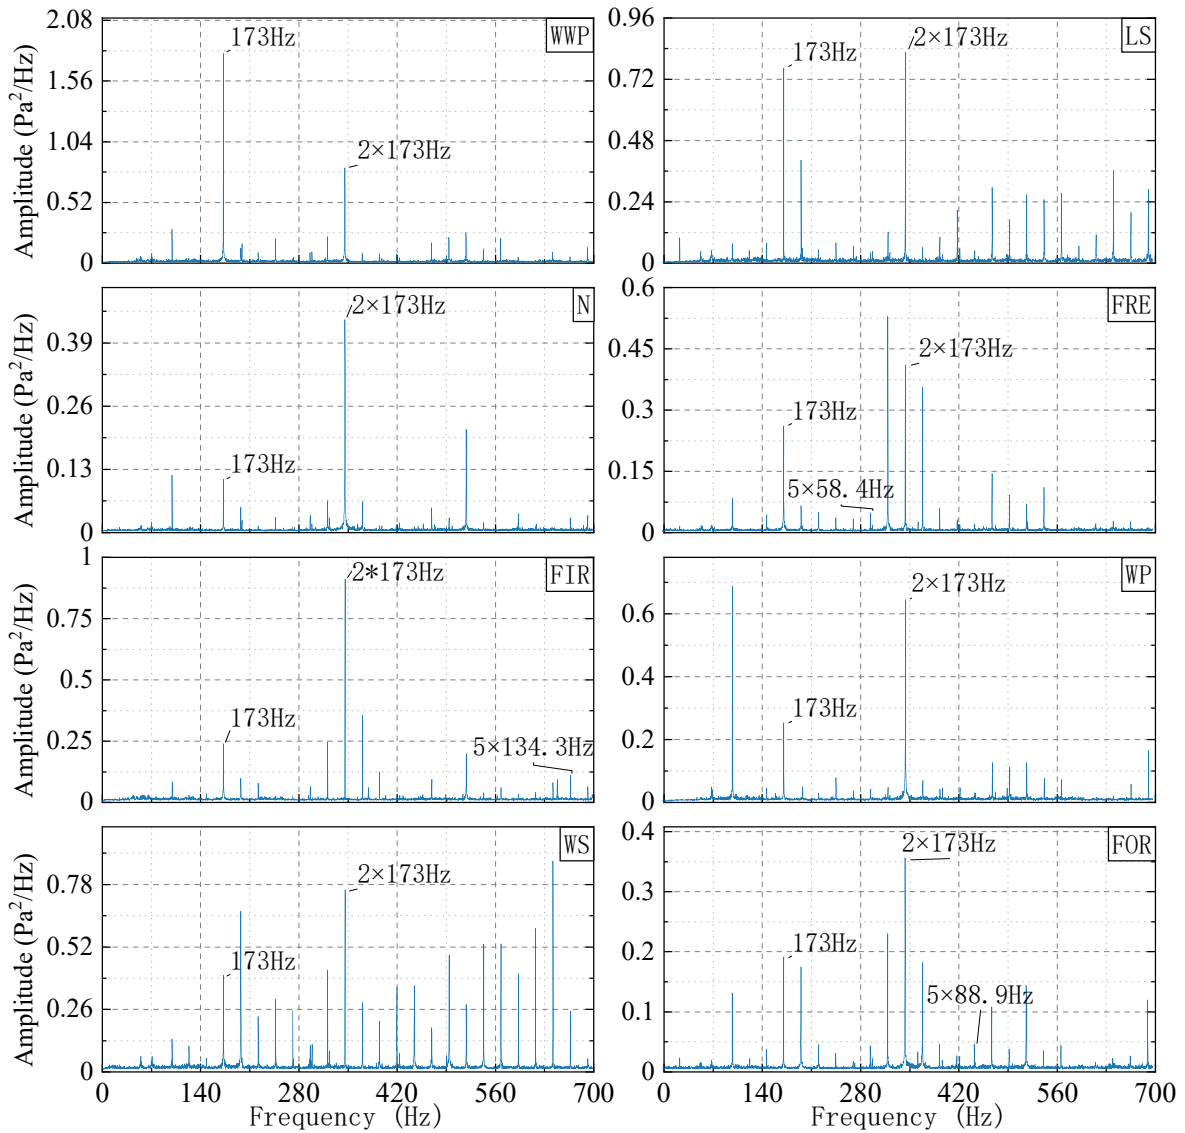 2.08
1.56
1.04
0.52
0
Amplitude (Pa²/Hz)
173Hz
2×173Hz
WWP
0.96
0.72
0.48
0.24
0
173Hz
2×173Hz
LS
0.39
0.26
0.13
0
Amplitude (Pa²/Hz)
2×173Hz
173Hz
N
0.6
0.45
0.3
0.15
0
2×173Hz
173Hz
5×58.4Hz
FRE
1
0.75
0.5
0.25
0
Amplitude (Pa²/Hz)
2*173Hz
173Hz
5×134.3Hz
FIR
0.6
0.4
0.2
0
2×173Hz
173Hz
WP
0.78
0.52
0.26
0
Amplitude (Pa²/Hz)
2×173Hz
173Hz
WS
0 140 280 420 560 700
Frequency (Hz)
0.4
0.3
0.2
0.1
0
2×173Hz
173Hz
5×88.9Hz
FOR
0 140 280 420 560 700
Frequency (Hz)